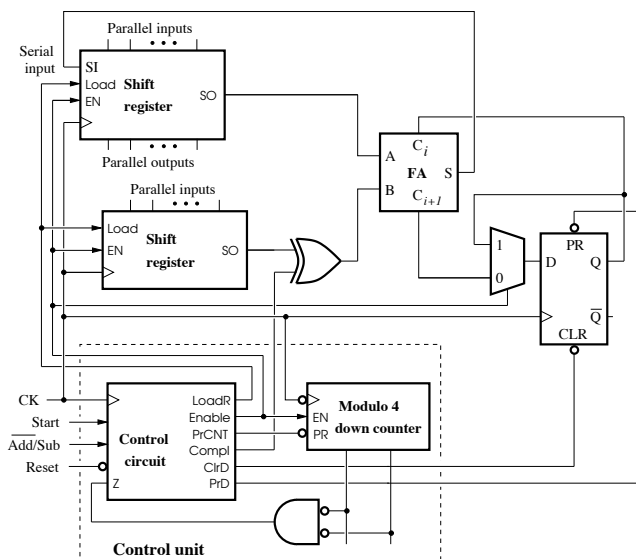 Parallel inputs
Serial input
SI
Load
EN
Shift register
SO
Parallel outputs
Parallel inputs
Load
EN
Shift register
SO
A
B
C_i
FA
S
C_{i+1}
1
0
D
PR
Q
Q̅
CLR
CK
Start
A̅d̅d̅/Sub
Reset
Z
Control circuit
LoadR
Enable
PrCNT
Compl
ClrD
PrD
EN
PR
Modulo 4 down counter
Control unit